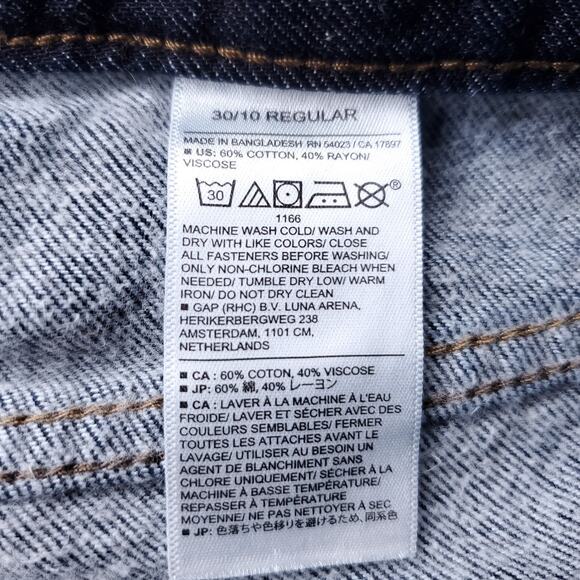 30/10 REGULAR
MADE IN BANGLADESH RN 54023 / CA 17897
■ US: 60% COTTON, 40% RAYON/
VISCOSE
30 ®
1166
MACHINE WASH COLD/ WASH AND
DRY WITH LIKE COLORS/ CLOSE
ALL FASTENERS BEFORE WASHING/
ONLY NON-CHLORINE BLEACH WHEN
NEEDED/ TUMBLE DRY LOW/ WARM
IRON/ DO NOT DRY CLEAN
■ GAP (RHC) B.V. LUNA ARENA,
HERIKERBERGWEG 238
AMSTERDAM, 1101 CM,
NETHERLANDS
■ CA : 60% COTON, 40% VISCOSE
■ JP: 60% 綿, 40% レーヨン
■ CA : LAVER À LA MACHINE À L'EAU
FROIDE/ LAVER ET SÉCHER AVEC DES
COULEURS SEMBLABLES/ FERMER
TOUTES LES ATTACHES AVANT LE
LAVAGE/ UTILISER AU BESOIN UN
AGENT DE BLANCHIMENT SANS
CHLORE UNIQUEMENT/ SÉCHER À
MACHINE À BASSE TEMPÉRATURE/
REPASSER À TEMPÉRATURE
MOYENNE/ NE PAS NETTOYER À SEC
■ JP: 色落ちや色移りを避けるため、同系色